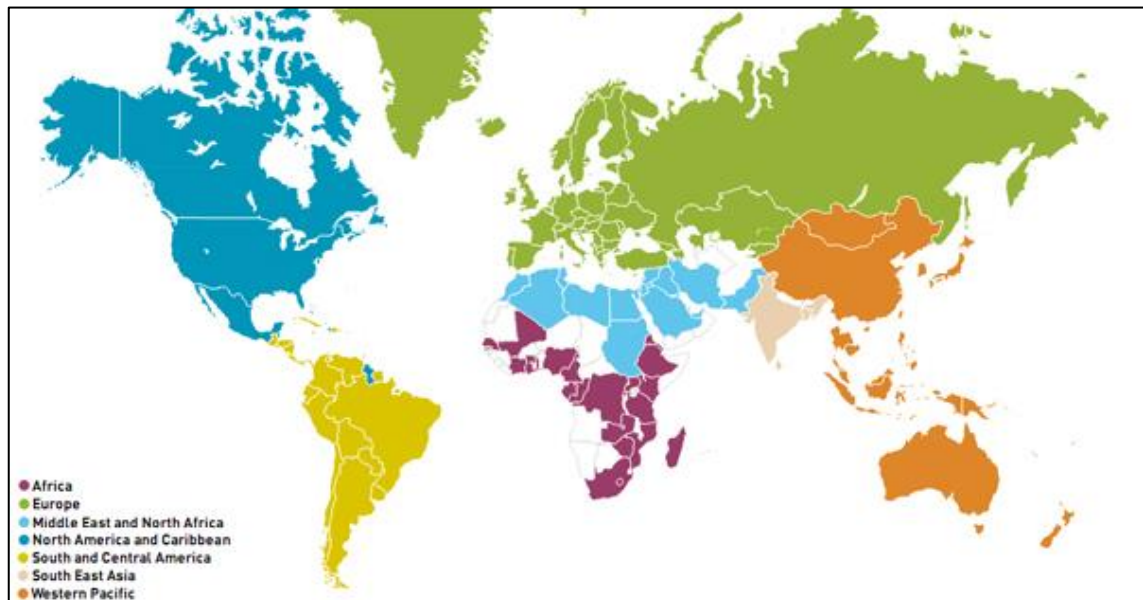 Africa
Europe
Middle East and North Africa
North America and Caribbean
South and Central America
South East Asia
Western Pacific